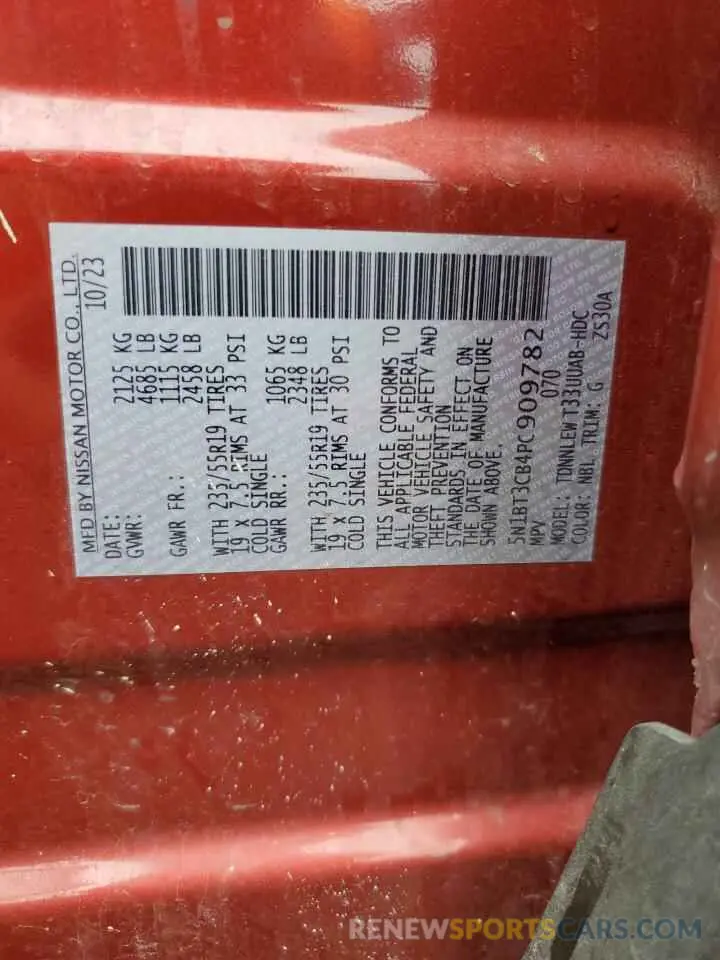 MFD BY NISSAN MOTOR CO., LTD.
DATE: 10/23
GVWR: 2125 KG
4685 LB
GAWR FR.: 1115 KG
2458 LB
WITH 235/55R19 TIRES
19 X 7.5 RIMS AT 33 PSI
COLD SINGLE
GAWR RR.: 1065 KG
2348 LB
WITH 235/55R19 TIRES
19 X 7.5 RIMS AT 30 PSI
COLD SINGLE
THIS VEHICLE CONFORMS TO
ALL APPLICABLE FEDERAL
MOTOR VEHICLE SAFETY AND
THEFT PREVENTION
STANDARDS IN EFFECT ON
THE DATE OF MANUFACTURE
SHOWN ABOVE.
5N1BT3CB4PC909782
MPV 070
MODEL: TDNNLEWT33UUAB-HDC
COLOR: NBL TRIM: G ZS30A
RENEWSPORTSCARS.COM